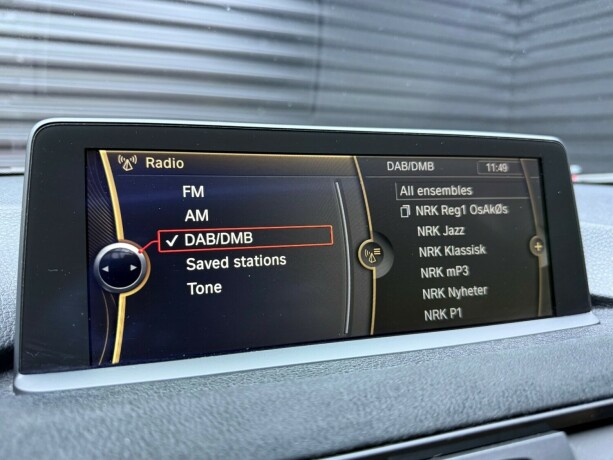 Radio
FM
AM
✓ DAB/DMB
Saved stations
Tone
DAB/DMB
11:49
All ensembles
NRK Reg1 OsAkØs
NRK Jazz
NRK Klassisk
NRK mP3
NRK Nyheter
NRK P1